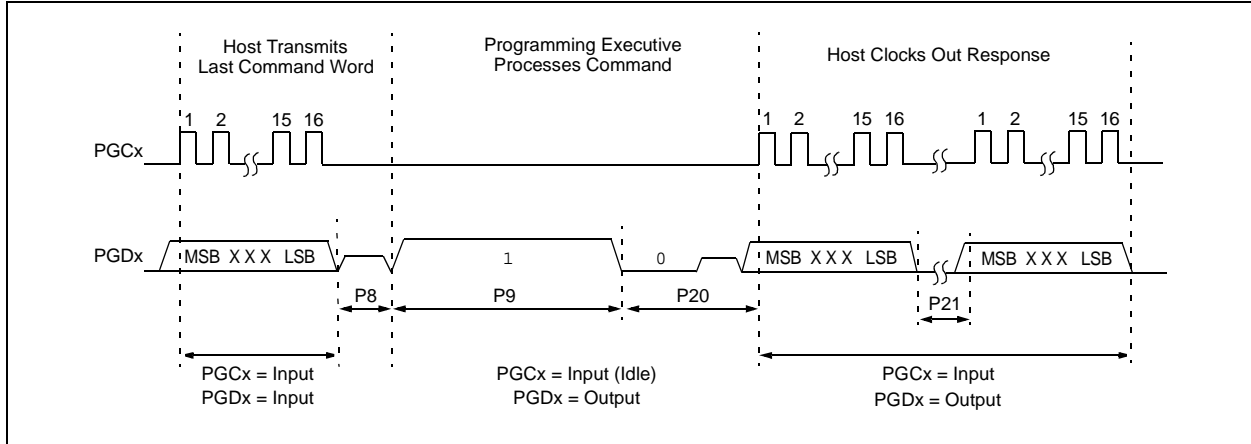 Host Transmits
Last Command Word
Programming Executive
Processes Command
Host Clocks Out Response
1 2 15 16
1 2 15 16
1 2 15 16
PGCx
PGDx
MSB X X X LSB
1
0
MSB X X X LSB
MSB X X X LSB
P8
P9
P20
P21
PGCx = Input
PGDx = Input
PGCx = Input (Idle)
PGDx = Output
PGCx = Input
PGDx = Output